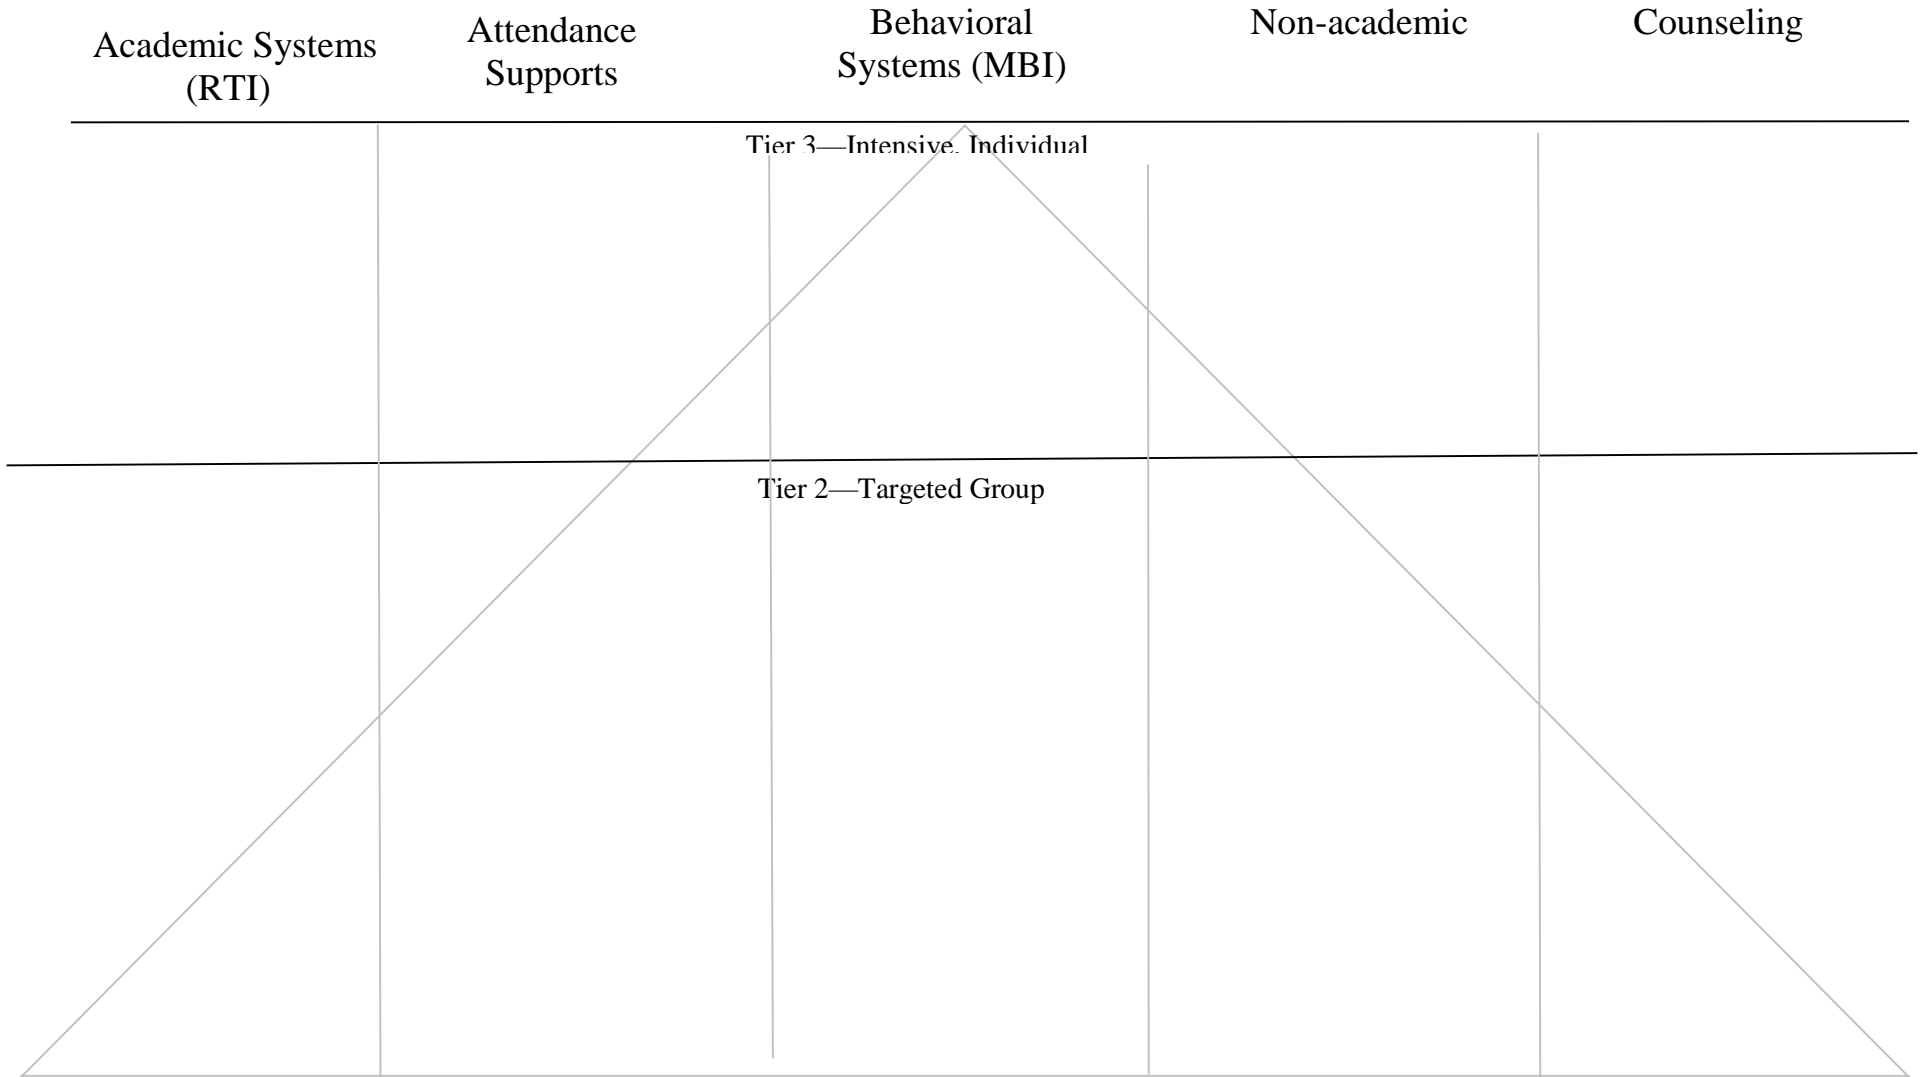 Academic Systems
(RTI)
Attendance
Supports
Behavioral
Systems (MBI)
Non-academic
Counseling
Tier 3—Intensive, Individual
Tier 2—Targeted Group